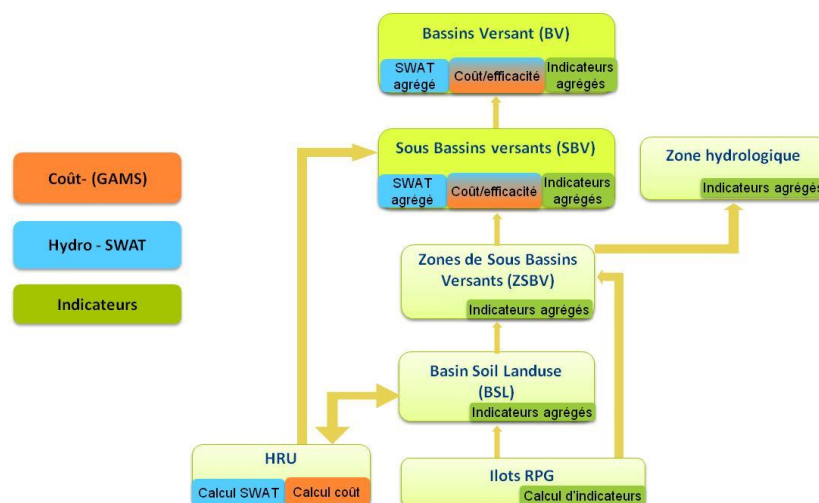 Bassins Versant (BV)
SWAT
agrégé
Coût/efficacité
Indicateurs
agrégés
Sous Bassins versants (SBV)
SWAT
agrégé
Coût/efficacité
Indicateurs
agrégés
Zone hydrologique
Indicateurs agrégés
Coût- (GAMS)
Hydro - SWAT
Indicateurs
Zones de Sous Bassins
Versants (ZSBV)
Indicateurs agrégés
Basin Soil Landuse
(BSL)
Indicateurs agrégés
HRU
Calcul SWAT
Calcul coût
Ilots RPG
Calcul d'indicateurs